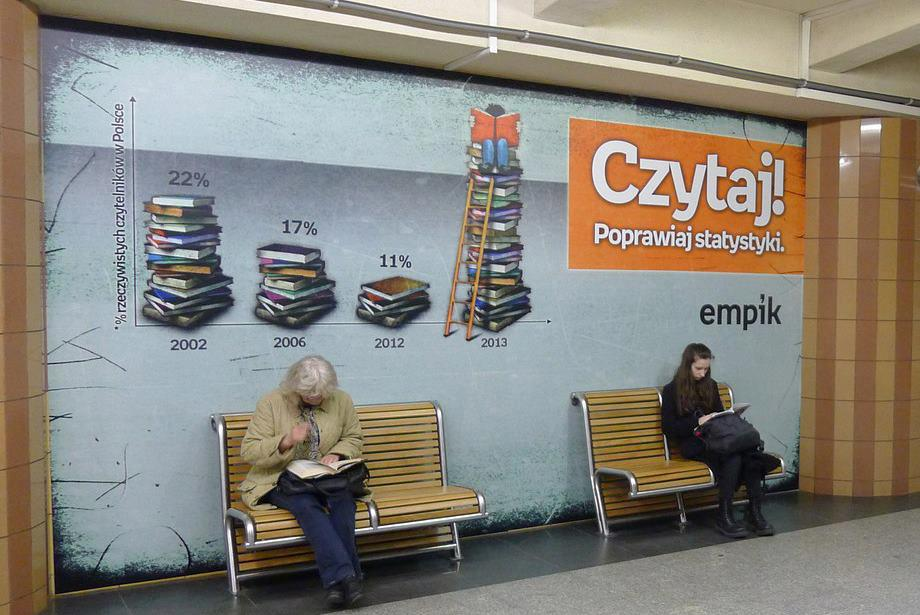 *% rzeczywistych czytelników w Polsce
22%
17%
11%
2002
2006
2012
2013
Czytaj!
Poprawiaj statystyki.
empik